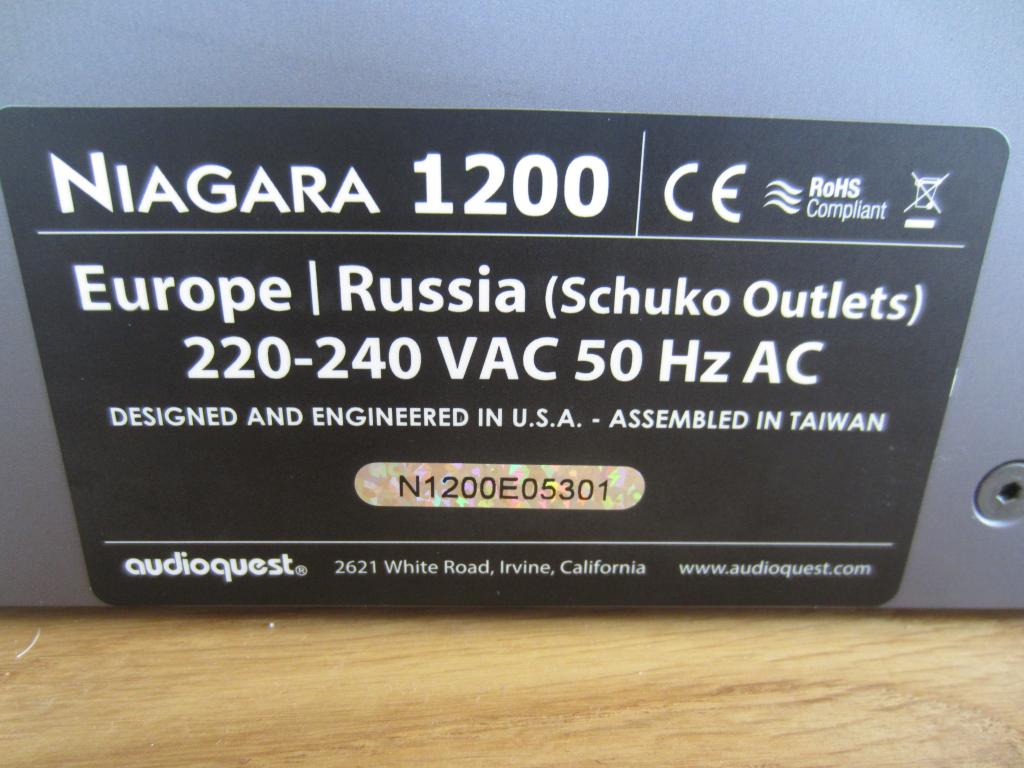 NIAGARA 1200 CE RoHS Compliant
Europe | Russia (Schuko Outlets)
220-240 VAC 50 Hz AC
DESIGNED AND ENGINEERED IN U.S.A. - ASSEMBLED IN TAIWAN
N1200E05301
audioquest® 2621 White Road, Irvine, California www.audioquest.com